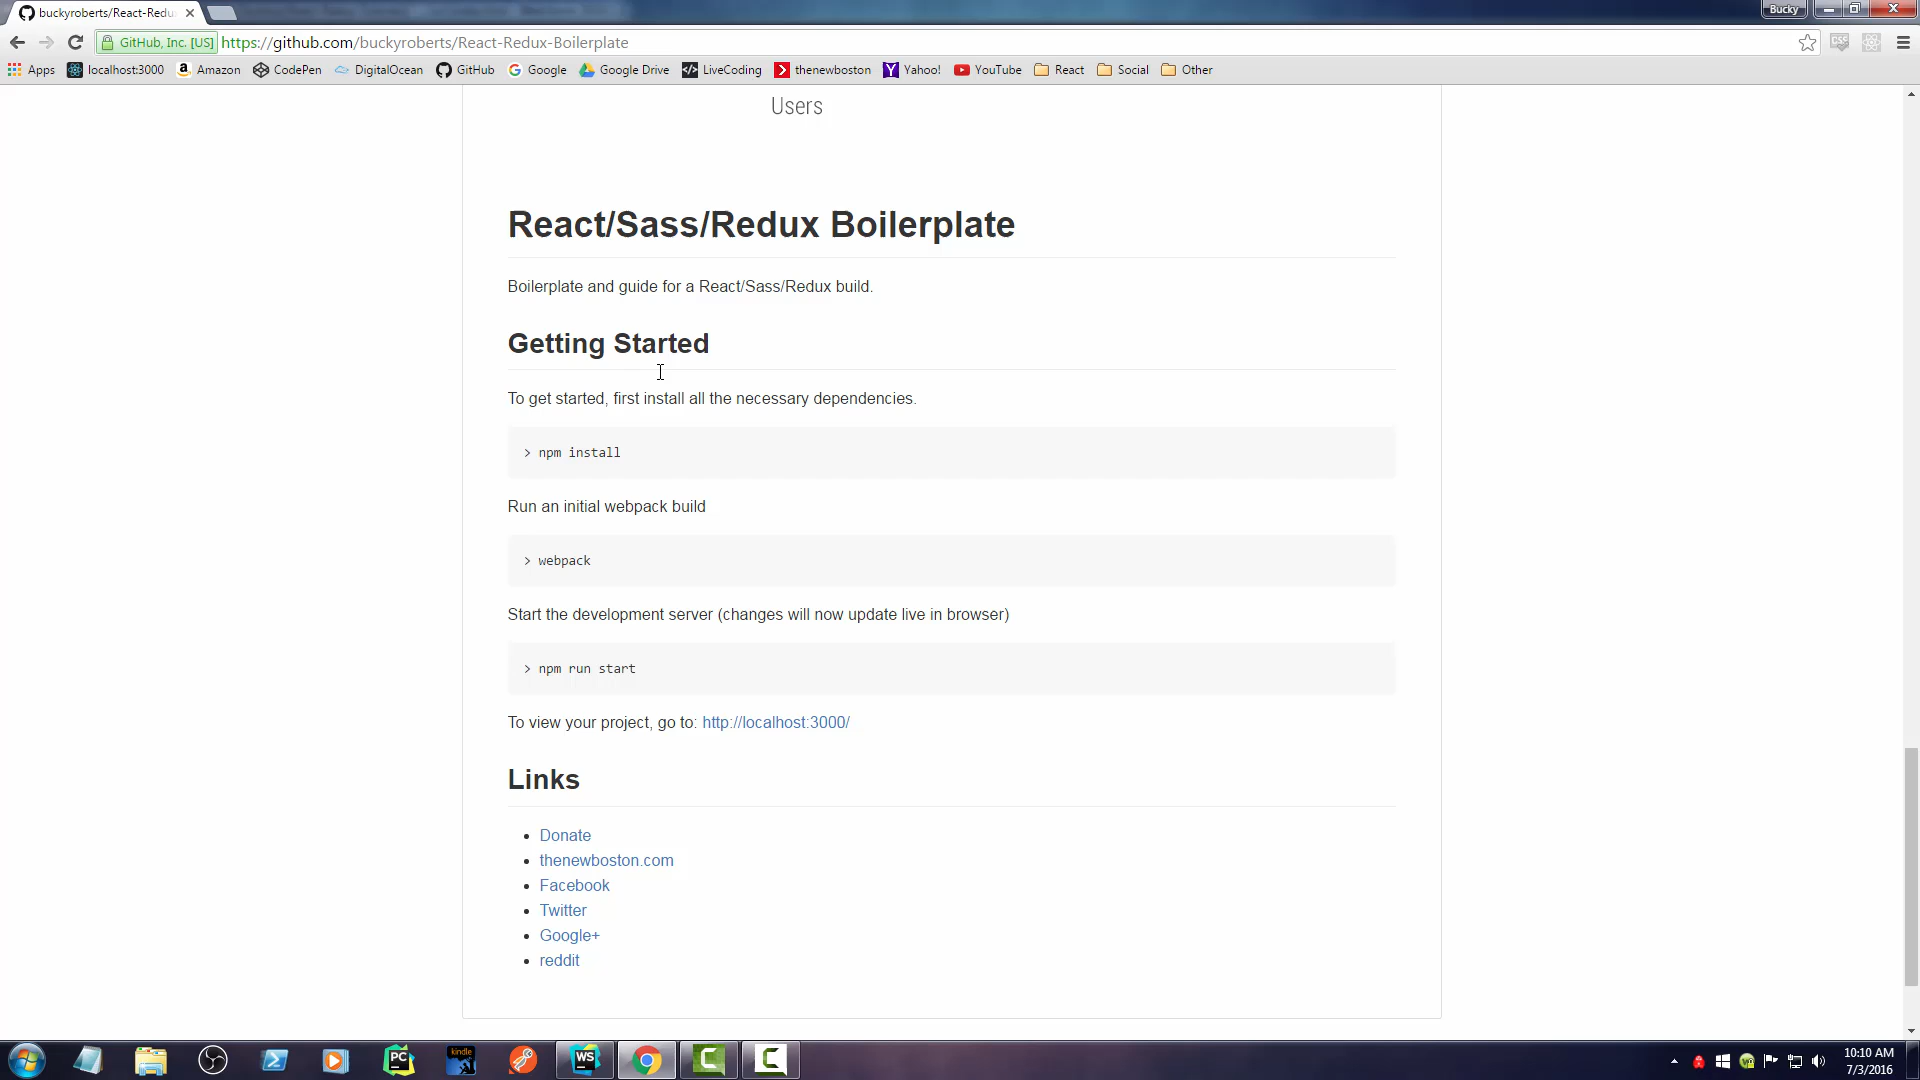 buckyroberts/React-Redu
Bucky
GitHub, Inc. [US] https://github.com/buckyroberts/React-Redux-Boilerplate
Apps localhost:3000 Amazon CodePen DigitalOcean GitHub Google Google Drive LiveCoding thenewboston Yahoo! YouTube React Social Other
Users
React/Sass/Redux Boilerplate
Boilerplate and guide for a React/Sass/Redux build.
Getting Started
To get started, first install all the necessary dependencies.
> npm install
Run an initial webpack build
> webpack
Start the development server (changes will now update live in browser)
> npm run start
To view your project, go to: http://localhost:3000/
Links
• Donate
• thenewboston.com
• Facebook
• Twitter
• Google+
• reddit
PC kindle WS
10:10 AM
7/3/2016